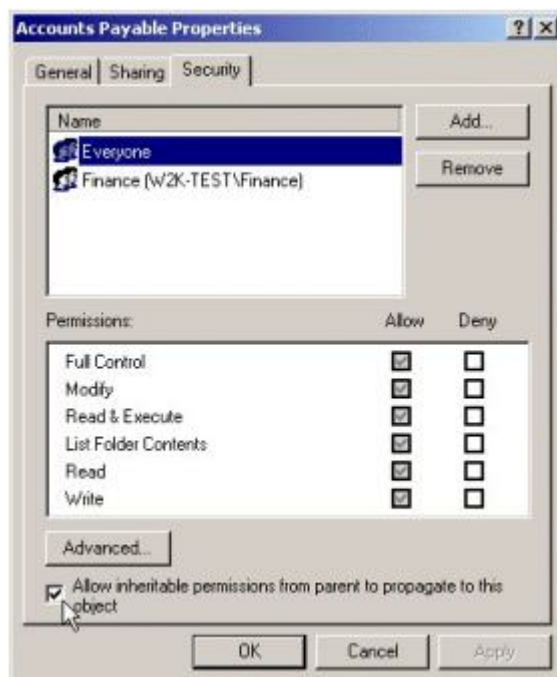 Accounts Payable Properties
General Sharing Security
Name
Add...
Everyone
Remove
Finance (W2K-TEST\Finance)
Permissions: Allow Deny
Full Control
Modify
Read & Execute
List Folder Contents
Read
Write
Advanced...
Allow inheritable permissions from parent to propagate to this
object
OK Cancel Apply